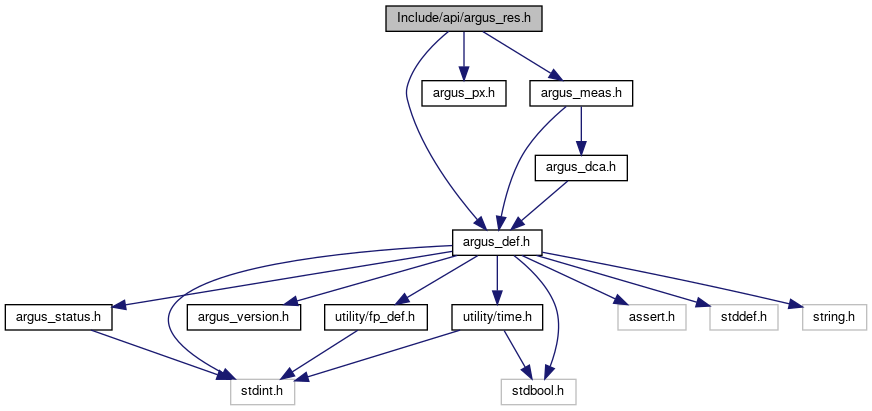 Include/api/argus_res.h
argus_px.h
argus_meas.h
argus_dca.h
argus_def.h
argus_status.h
argus_version.h
utility/fp_def.h
utility/time.h
assert.h
stddef.h
string.h
stdint.h
stdbool.h